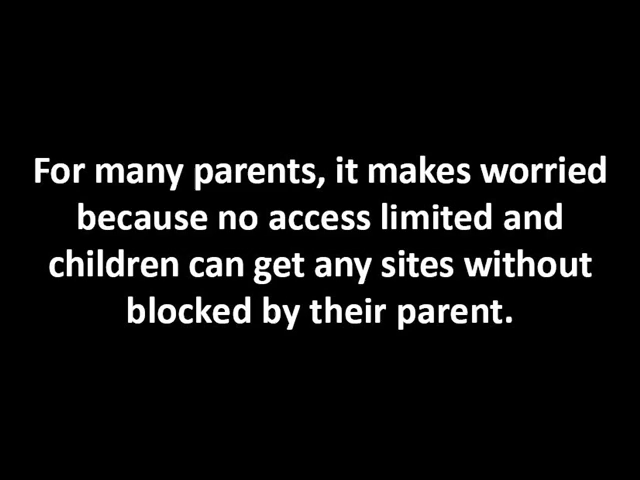 For many parents, it makes worried
because no access limited and
children can get any sites without
blocked by their parent.